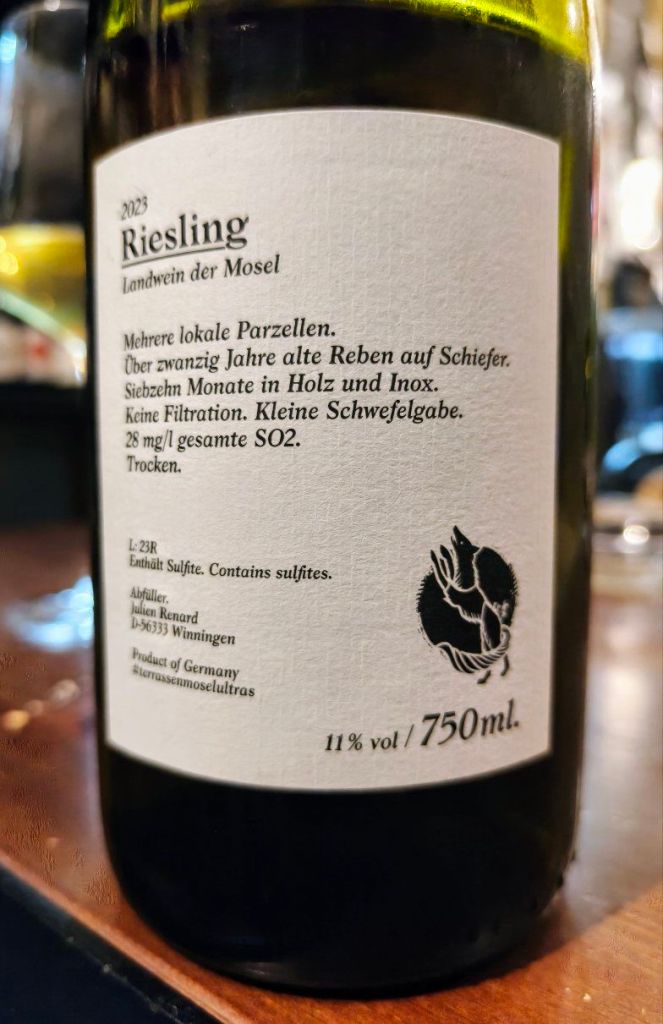 2023
Riesling
Landwein der Mosel
Mehrere lokale Parzellen.
Über zwanzig Jahre alte Reben auf Schiefer.
Siebzehn Monate in Holz und Inox.
Keine Filtration. Kleine Schwefelgabe.
28 mg/l gesamte SO2.
Trocken.
L: 23R
Enthält Sulfite. Contains sulfites.
Abfüller.
Julien Renard
D-56333 Winningen
Product of Germany
#terrassenmoselultras
11% vol / 750ml.